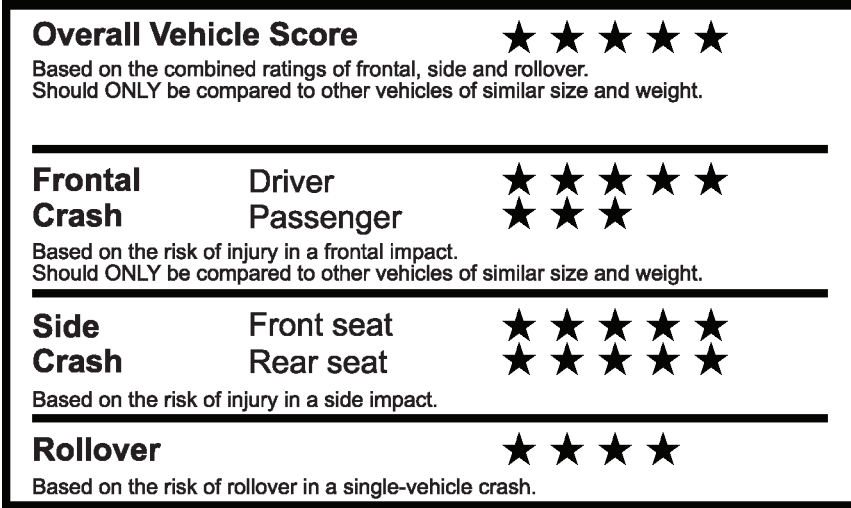 Overall Vehicle Score ★ ★ ★ ★ ★
Based on the combined ratings of frontal, side and rollover.
Should ONLY be compared to other vehicles of similar size and weight.
Frontal Driver ★ ★ ★ ★ ★
Crash Passenger ★ ★ ★
Based on the risk of injury in a frontal impact.
Should ONLY be compared to other vehicles of similar size and weight.
Side Front seat ★ ★ ★ ★ ★
Crash Rear seat ★ ★ ★ ★ ★
Based on the risk of injury in a side impact.
Rollover ★ ★ ★ ★
Based on the risk of rollover in a single-vehicle crash.